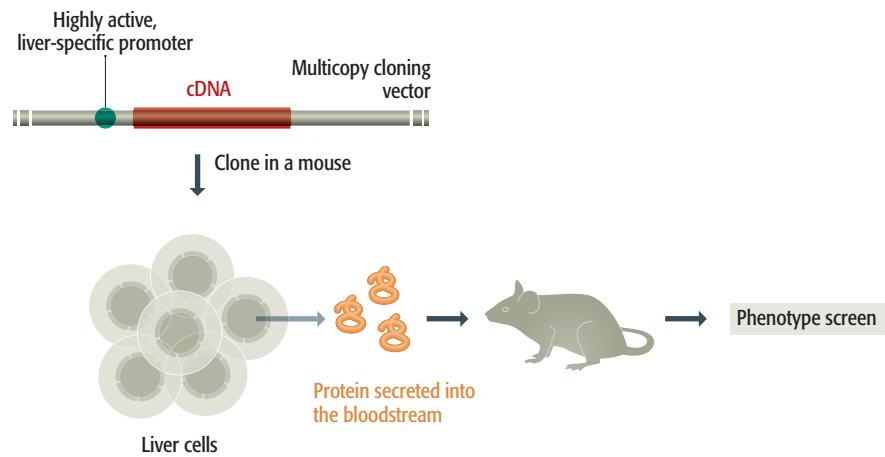 Highly active,
liver-specific promoter
cDNA
Multicopy cloning
vector
Clone in a mouse
Protein secreted into
the bloodstream
Liver cells
Phenotype screen